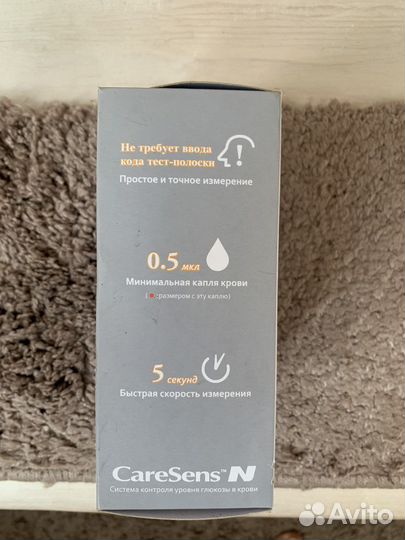 Не требует ввода
кода тест-полоски
Простое и точное измерение
0.5 мкл
Минимальная капля крови
(●:размером с эту каплю)
5 секунд
Быстрая скорость измерения
CareSens™ N
Система контроля уровня глюкозы в крови
Avito